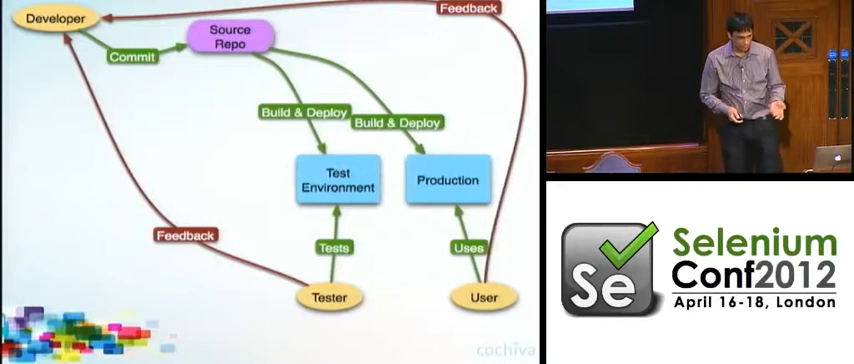 Developer
Feedback
Source
Repo
Commit
Build & Deploy
Build & Deploy
Test
Environment
Production
Feedback
Tests
Uses
Tester
User
cochiva
Se
Selenium
Conf2012
April 16-18, London